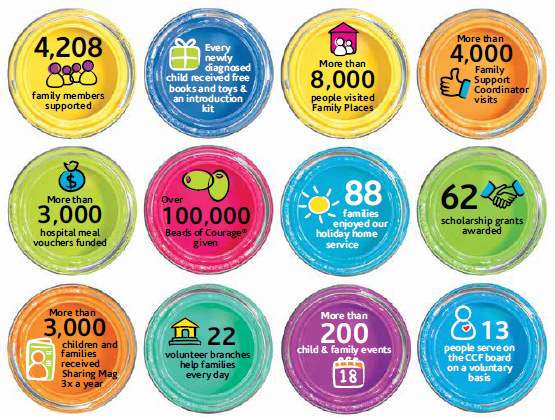 4,208
family members
supported
Every
newly
diagnosed
child received free
books and toys &
an introduction
kit
More than
8,000
people visited
Family Places
More than
4,000
Family
Support
Coordinator
visits
$
More than
3,000
hospital meal
vouchers funded
Over
100,000
Beads of Courage®
given
88
families
enjoyed our
holiday home
service
62
scholarship grants
awarded
More than
3,000
children and
families
received
Sharing Mag
3x a year
22
volunteer branches
help families
every day
More than
200
child & family events
18
13
people serve on
the CCF board
on a voluntary
basis